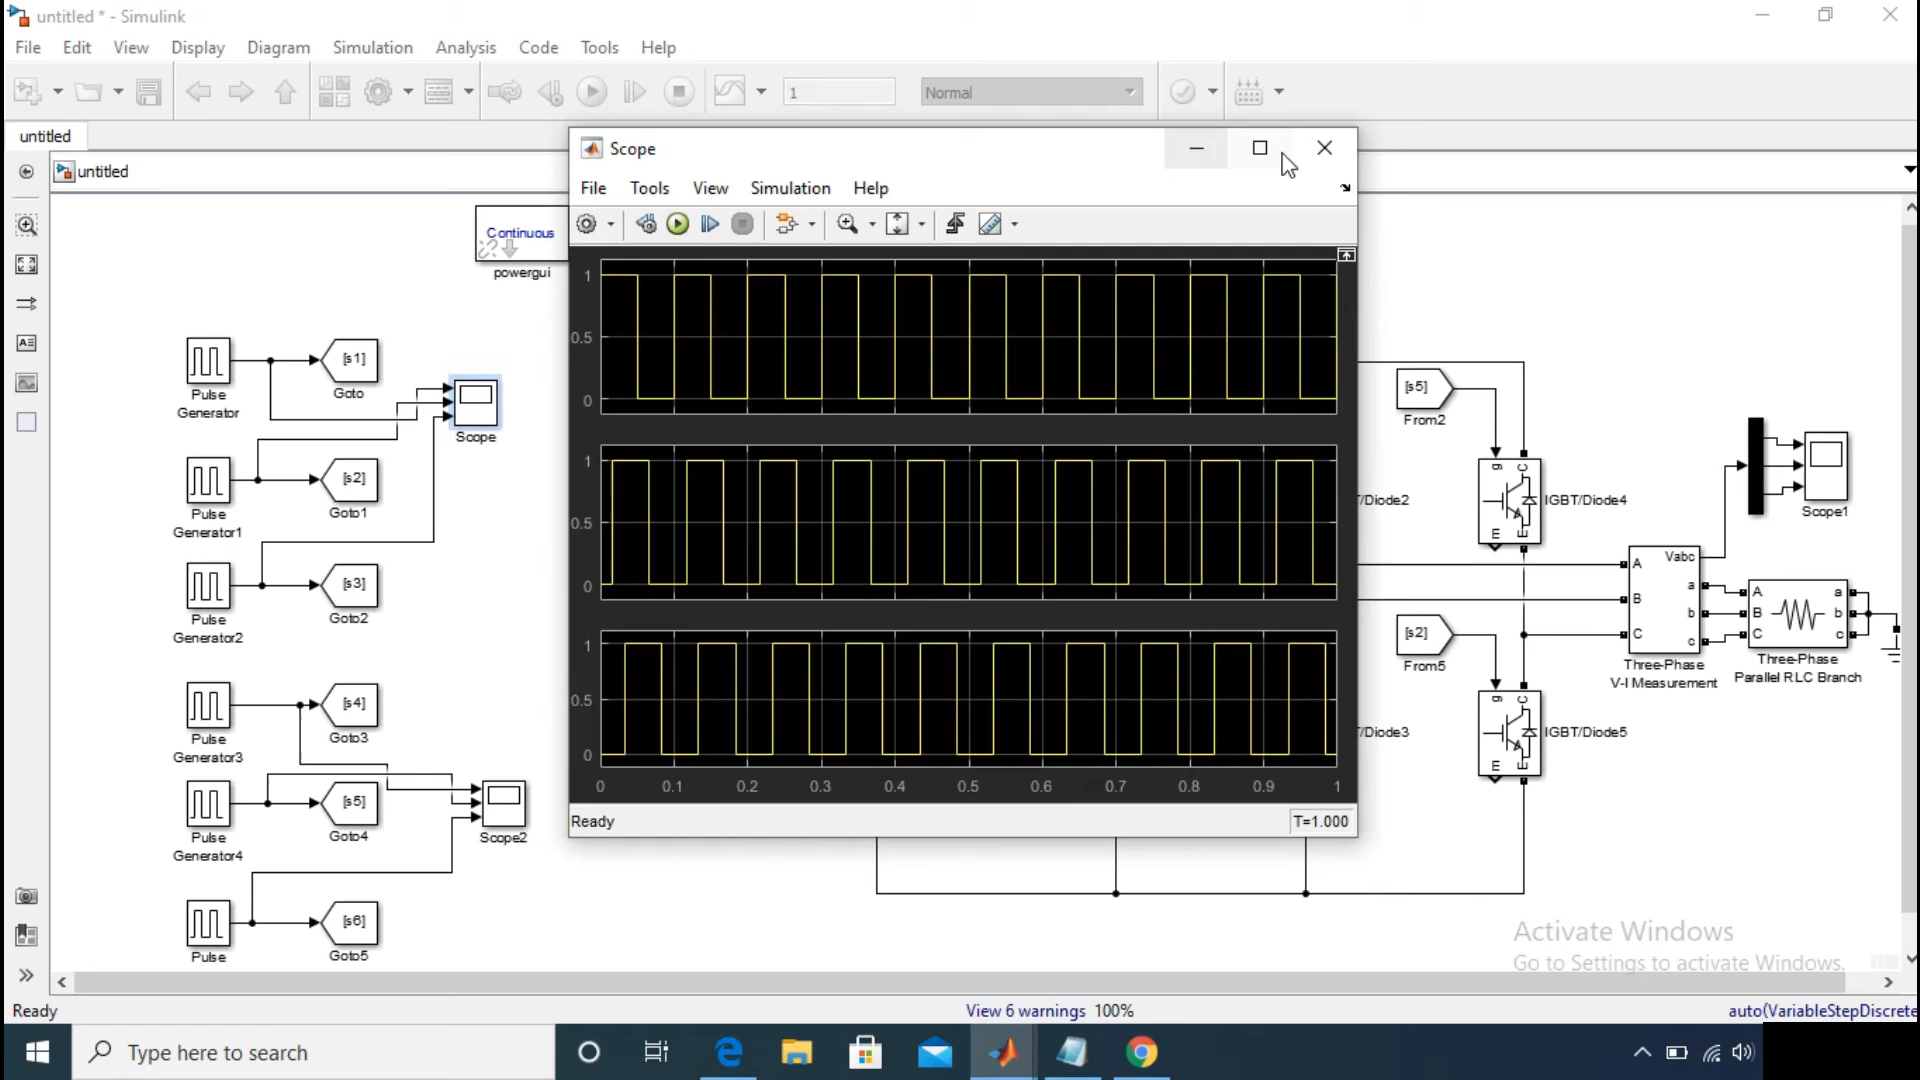 untitled * - Simulink
File Edit View Display Diagram Simulation Analysis Code Tools Help
1
Normal
untitled
untitled
Continuous
powergui
Scope
File Tools View Simulation Help
1
0.5
0
1
0.5
0
1
0.5
0
0 0.1 0.2 0.3 0.4 0.5 0.6 0.7 0.8 0.9 1
Ready
T=1.000
Pulse
Generator
[s1]
Goto
Scope
Pulse
Generator1
[s2]
Goto1
Pulse
Generator2
[s3]
Goto2
Pulse
Generator3
[s4]
Goto3
Pulse
Generator4
[s5]
Goto4
Scope2
Pulse
[s6]
Goto5
[s5]
From2
g C
E E
/Diode2
IGBT/Diode4
[s2]
From5
g C
E E
/Diode3
IGBT/Diode5
Scope1
Vabc
A
B
C
a
b
c
Three-Phase
V-I Measurement
A
B
C
a
b
c
Three-Phase
Parallel RLC Branch
Activate Windows
Go to Settings to activate Windows.
Ready
View 6 warnings 100%
auto(VariableStepDiscrete
Type here to search